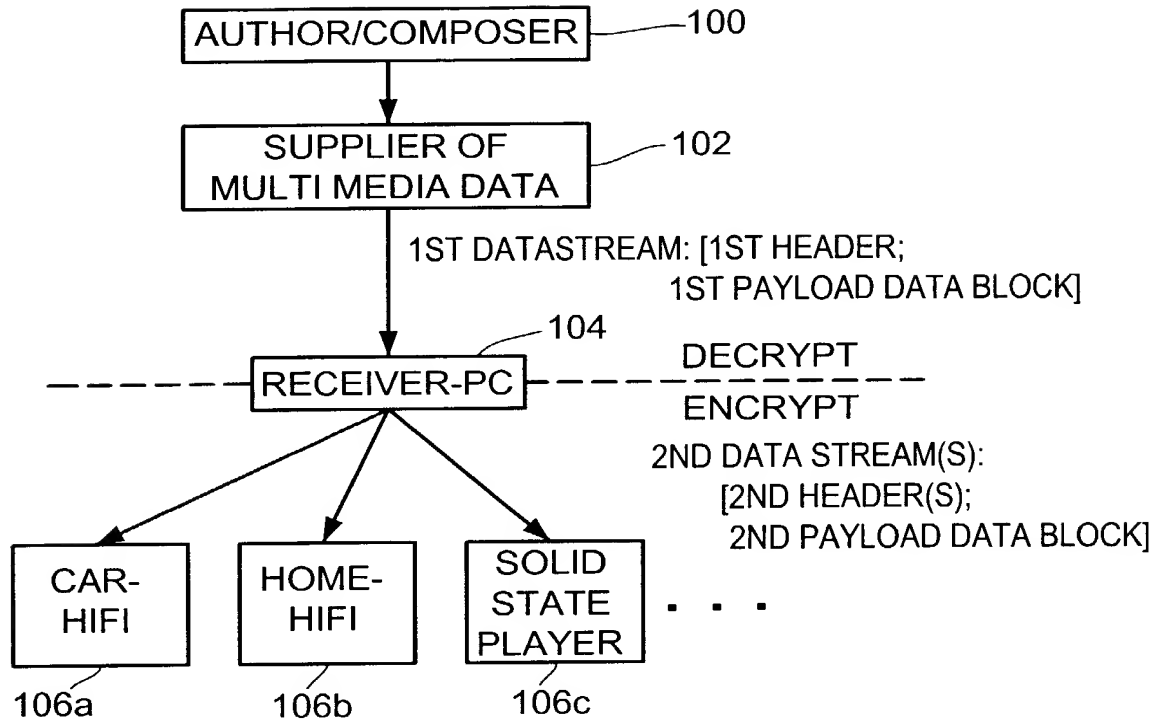 AUTHOR/COMPOSER
100
SUPPLIER OF
MULTI MEDIA DATA
102
1ST DATASTREAM: [1ST HEADER;
1ST PAYLOAD DATA BLOCK]
104
RECEIVER-PC
DECRYPT
ENCRYPT
2ND DATA STREAM(S):
[2ND HEADER(S);
2ND PAYLOAD DATA BLOCK]
CAR-
HIFI
HOME-
HIFI
SOLID
STATE
PLAYER
. . .
106a
106b
106c